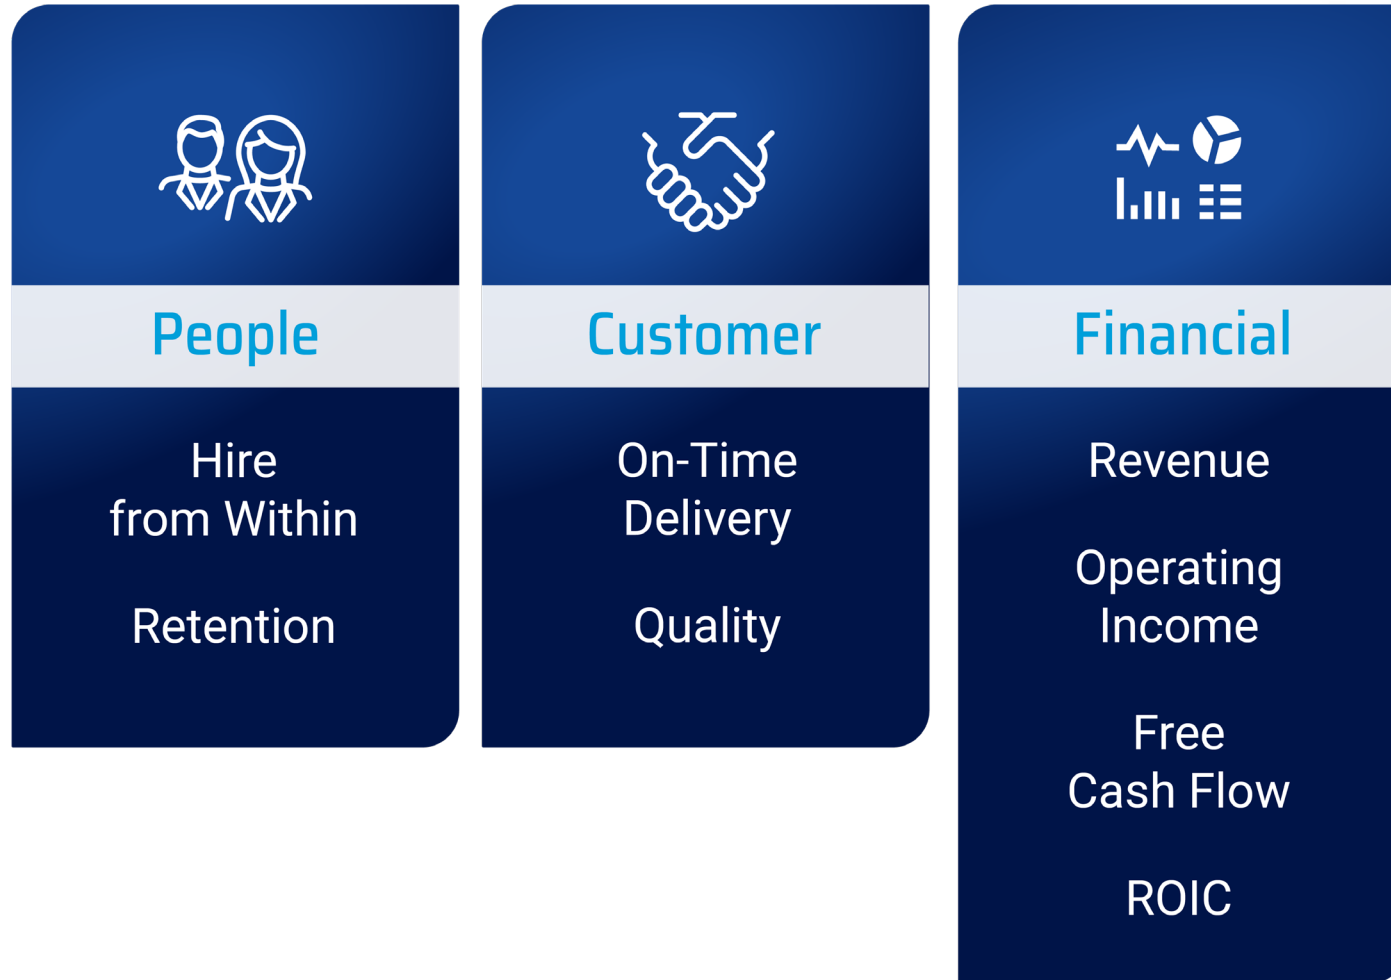 People
Hire
from Within
Retention
Customer
On-Time
Delivery
Quality
Financial
Revenue
Operating
Income
Free
Cash Flow
ROIC